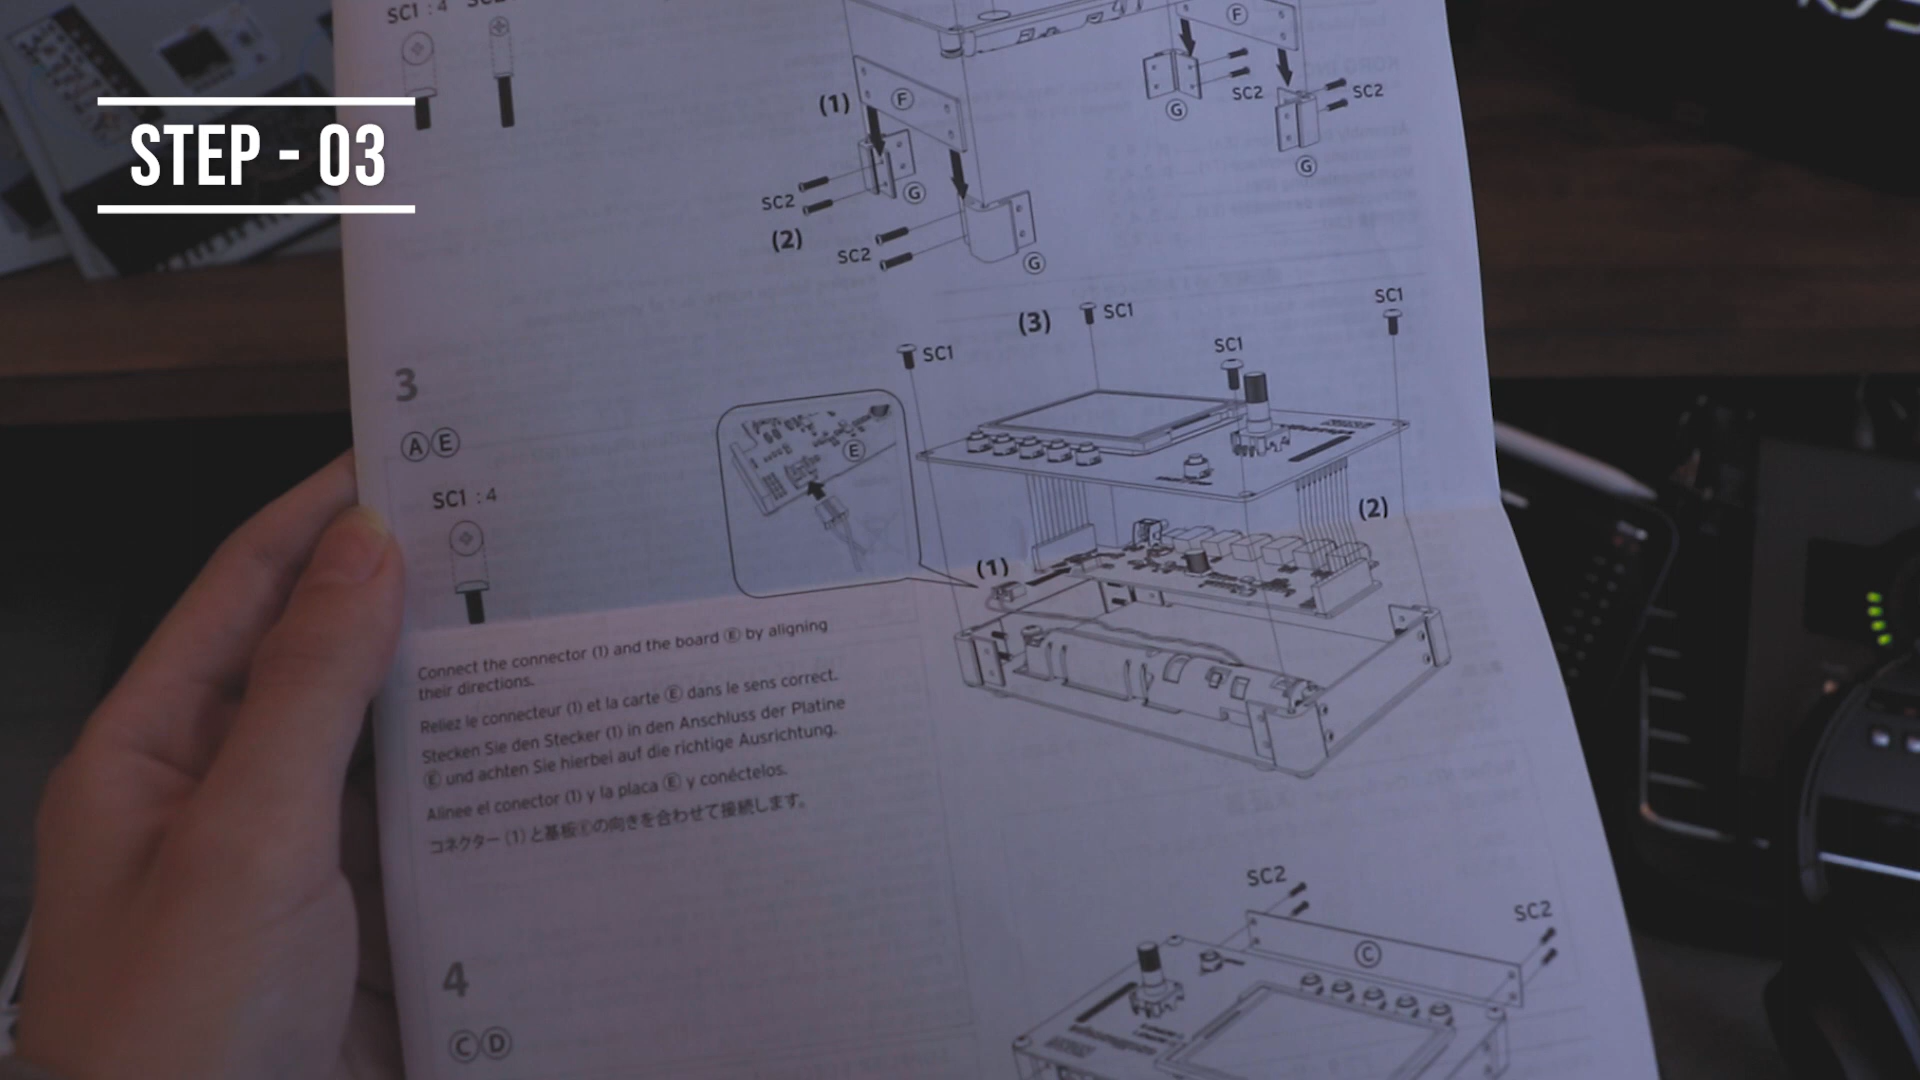 SC1 : 4
STEP - 03
(1)
F
F
SC2
SC2
G
G
SC2
G
(2)
SC2
G
3
A E
SC1 : 4
(3)
SC1
SC1
SC1
SC1
E
(2)
(1)
Connect the connector (1) and the board Ⓔ by aligning
their directions.
Reliez le connecteur (1) et la carte Ⓔ dans le sens correct.
Stecken Sie den Stecker (1) in den Anschluss der Platine
Ⓔ und achten Sie hierbei auf die richtige Ausrichtung.
Alinee el conector (1) y la placa Ⓔ y conéctelos.
コネクター (1) と基板Ⓔの向きを合わせて接続します。
4
C D
SC2
SC2
C